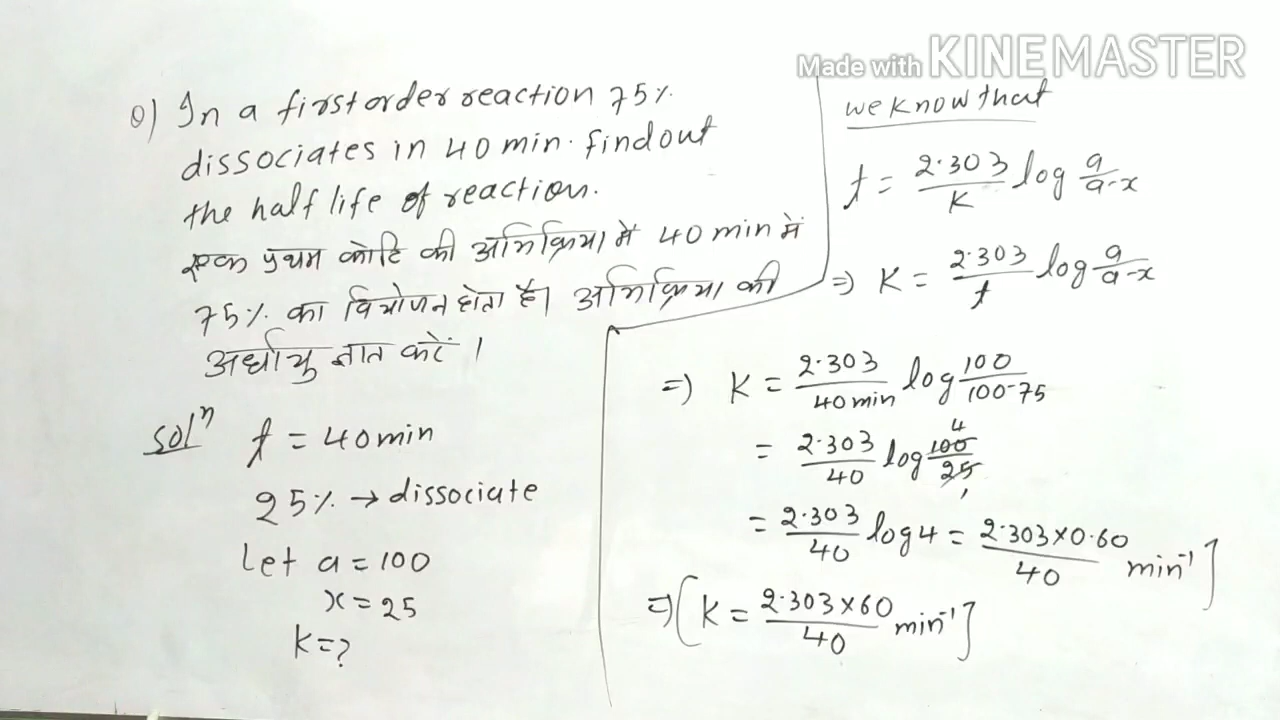 Made with KINEMASTER
Q) In a first order reaction 75%
dissociates in 40 min. find out
the half life of reaction.
एक प्रथम कोटि की अभिक्रिया में 40 min में
75% का वियोजन होता है। अभिक्रिया की
अर्धायु ज्ञात करें।
Solⁿ t = 40 min
25% → dissociate
Let a = 100
x = 25
K = ?
we know that
t = 2.303/K log a/a-x
⇒ K = 2.303/t log a/a-x
⇒ K = 2.303/40 min log 100/100-75
= 2.303/40 log 100/25 4 1
= 2.303/40 log 4 = 2.303×0.60/40 min⁻¹]
⇒ [K = 2.303×60/40 min⁻¹]